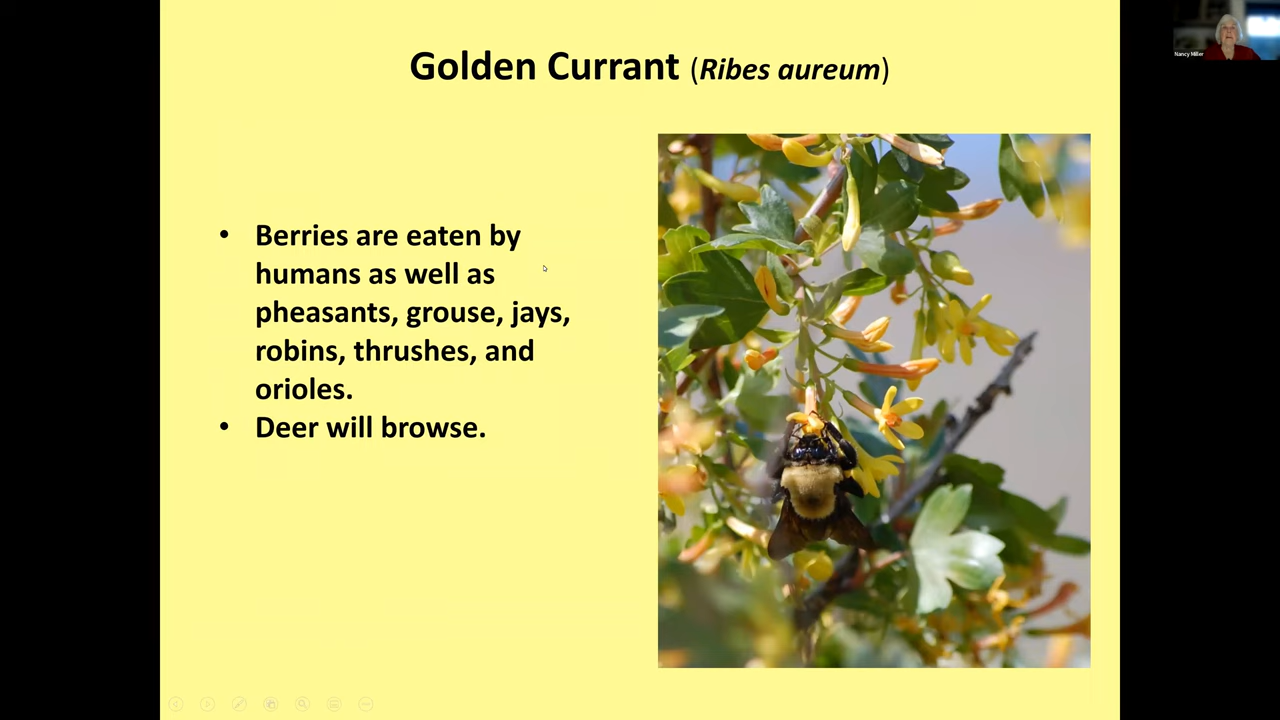 Golden Currant (Ribes aureum)
Nancy Miller
• Berries are eaten by
humans as well as
pheasants, grouse, jays,
robins, thrushes, and
orioles.
• Deer will browse.